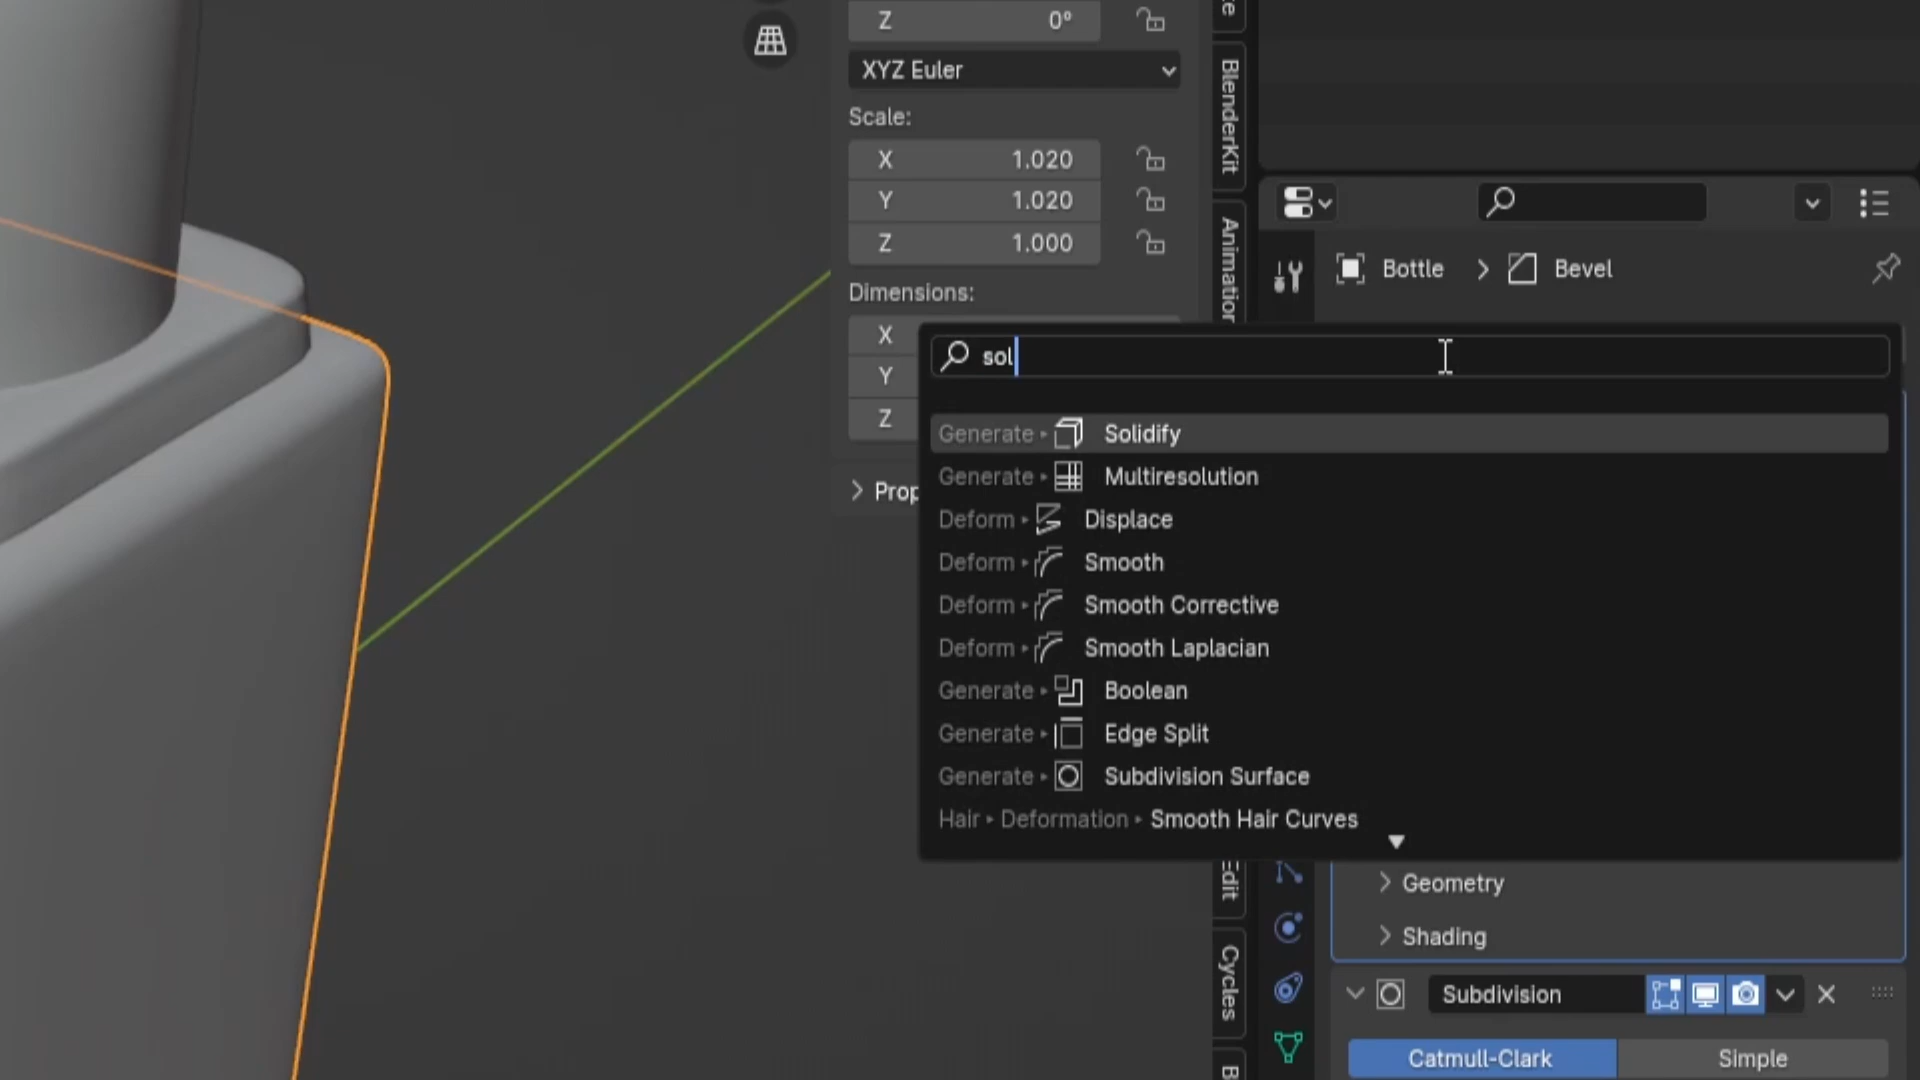 Z 0°
XYZ Euler
Scale:
X 1.020
Y 1.020
Z 1.000
Dimensions:
X
Y
Z
Prop
BlenderKit
Animation
Edit
Cycles
B
Bottle > Bevel
sol
Generate ▸ Solidify
Generate ▸ Multiresolution
Deform ▸ Displace
Deform ▸ Smooth
Deform ▸ Smooth Corrective
Deform ▸ Smooth Laplacian
Generate ▸ Boolean
Generate ▸ Edge Split
Generate ▸ Subdivision Surface
Hair ▸ Deformation ▸ Smooth Hair Curves
Geometry
Shading
Subdivision
Catmull-Clark Simple